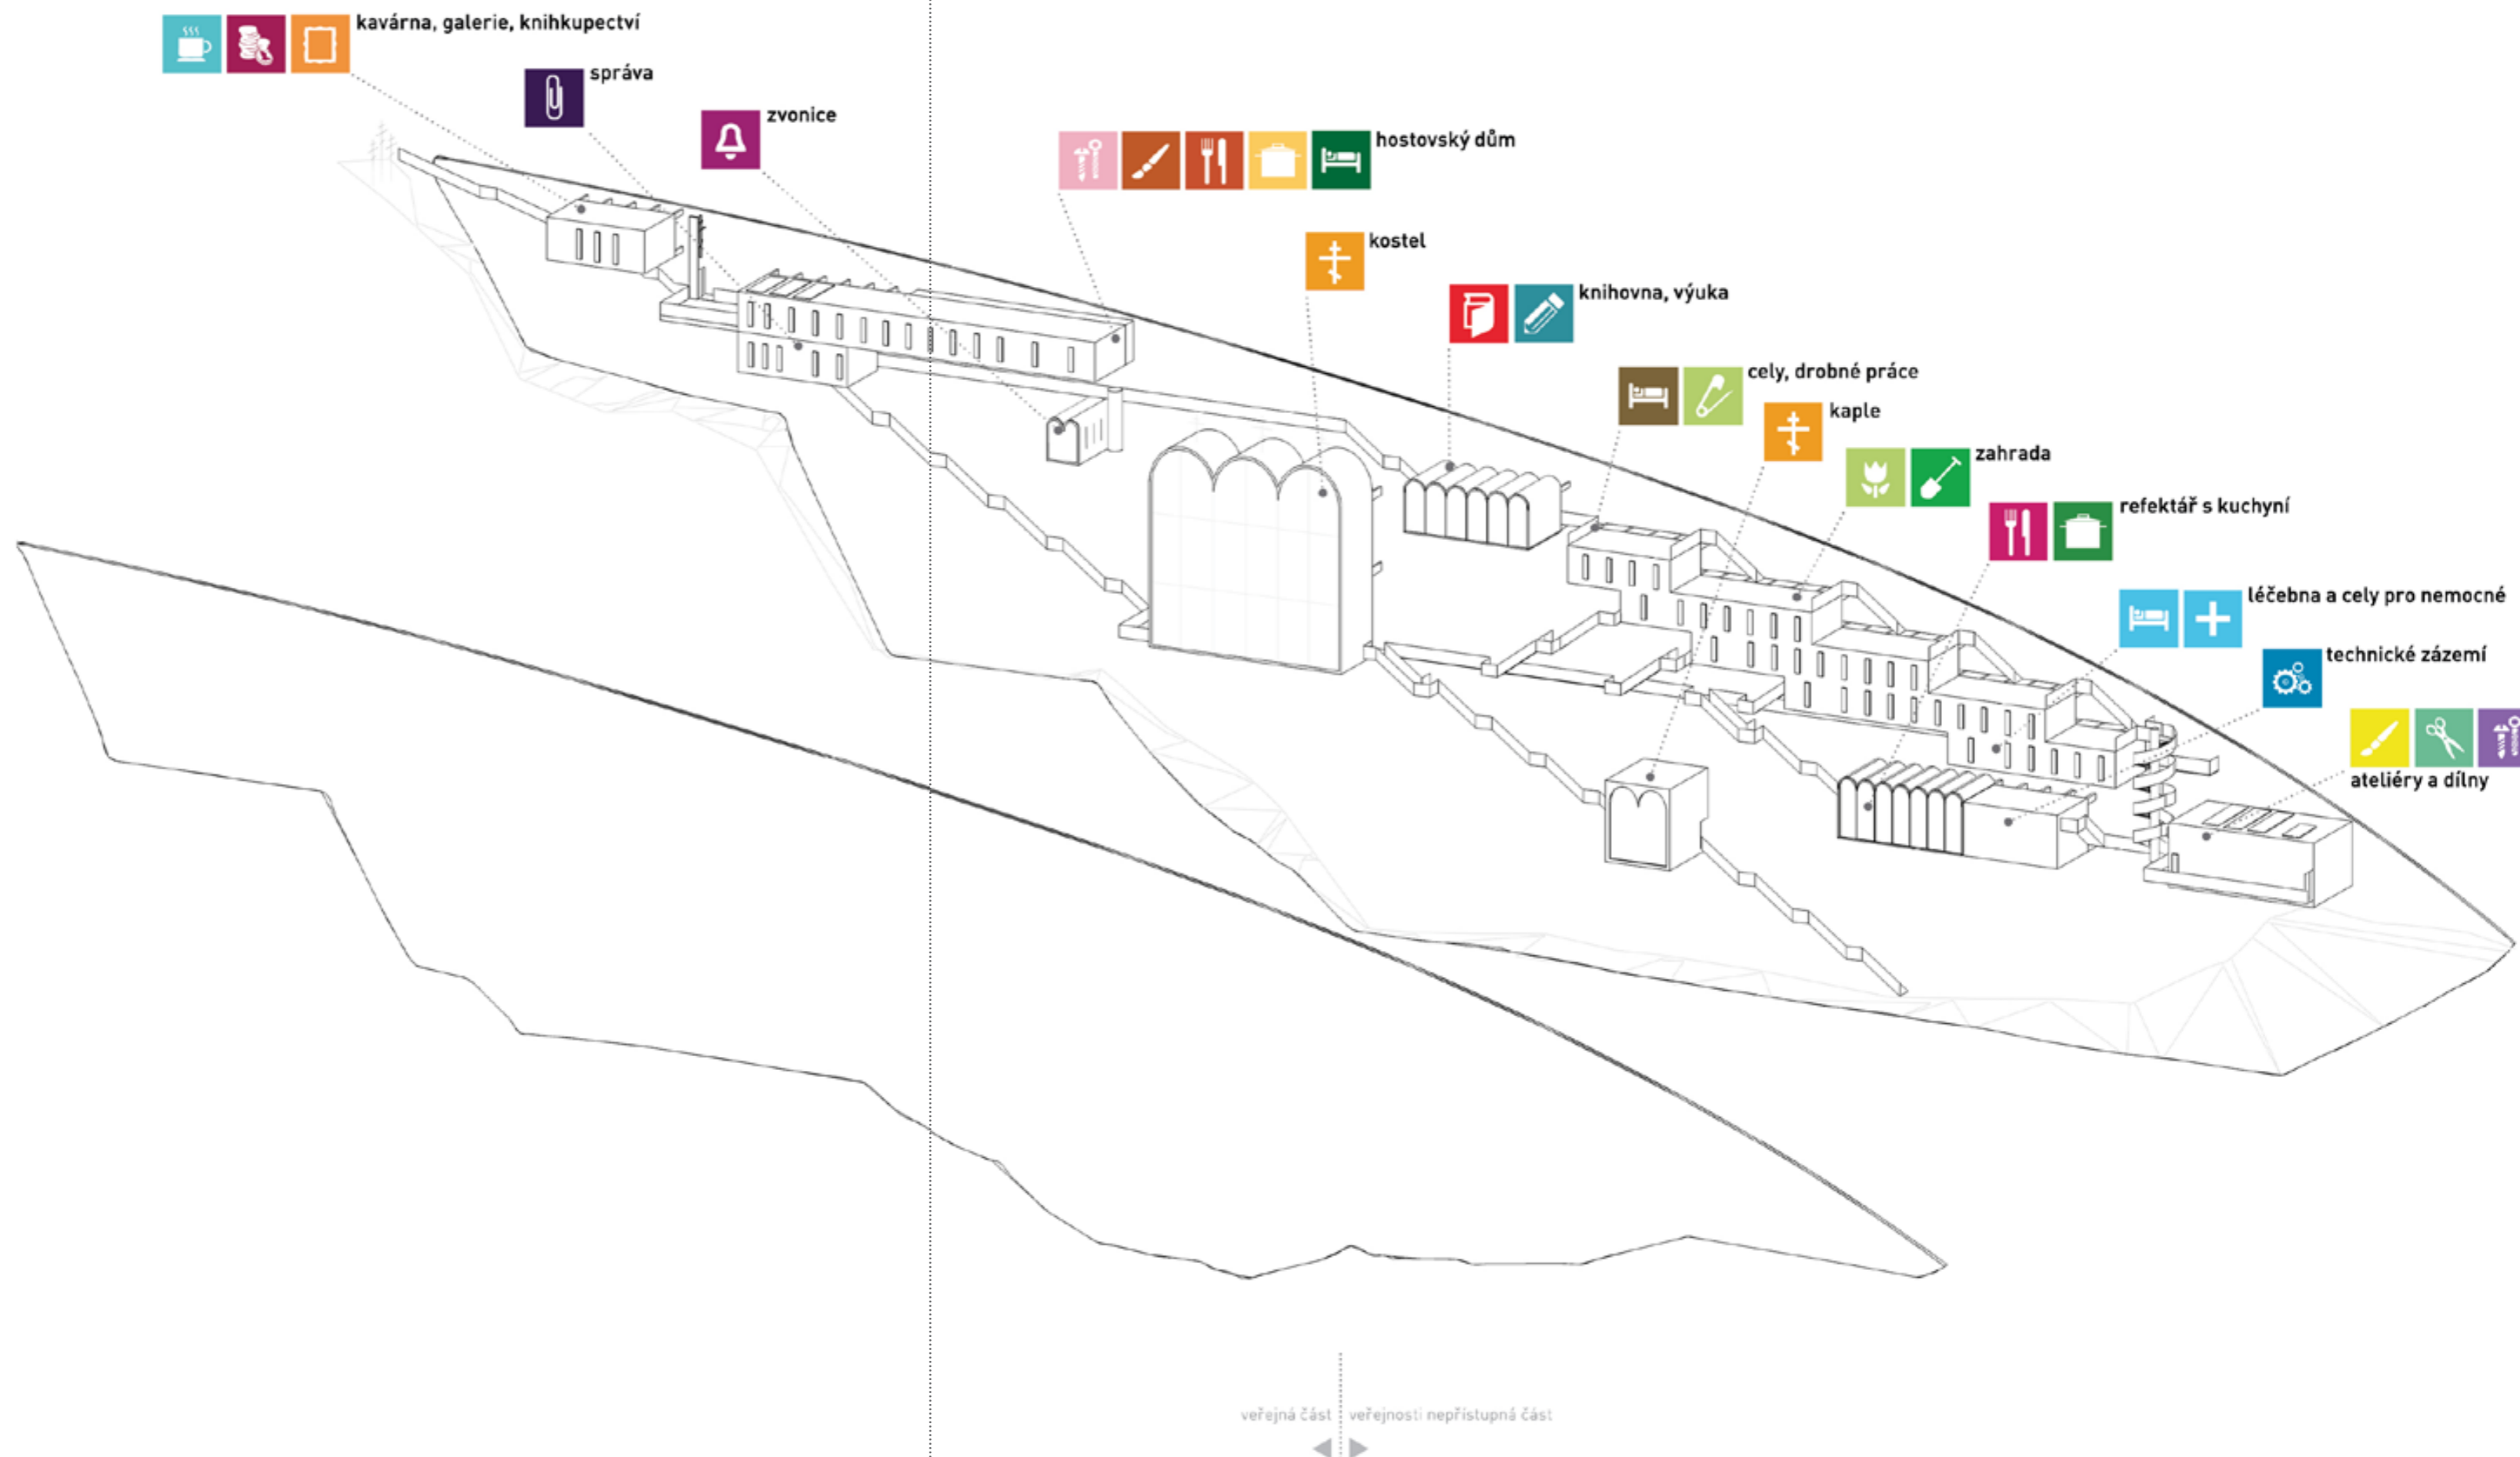 kavárna, galerie, knihkupectví
správa
zvonice
hostovský dům
kostel
knihovna, výuka
cely, drobné práce
kaple
zahrada
refektář s kuchyní
léčebna a cely pro nemocné
technické zázemí
ateliéry a dílny
veřejná část
veřejnosti nepřístupná část